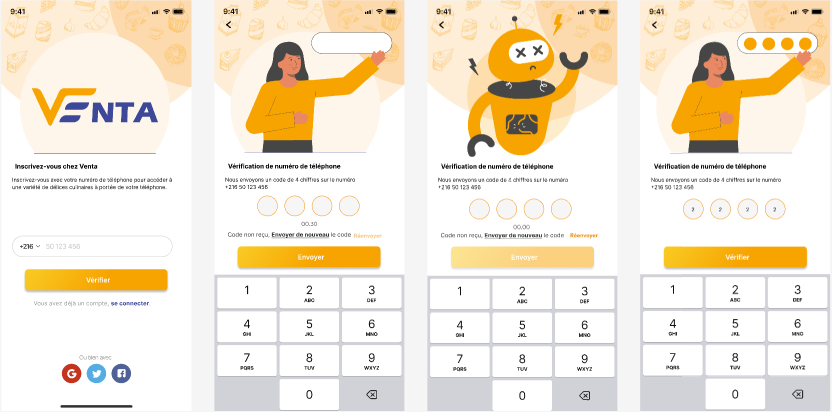 9:41
VENTA
Inscrivez-vous chez Venta
Inscrivez-vous avec votre numéro de téléphone pour accéder à
une variété de délices culinaires à portée de votre téléphone.
+216
50 123 456
Vérifier
Vous avez déjà un compte, se connecter
Ou bien avec
G
f
9:41
Vérification de numéro de téléphone
Nous envoyons un code de 4 chiffres sur le numéro
+216 50 123 456
00.30
Code non reçu, Envoyer de nouveau le code Réenvoyer
Envoyer
1 2 3
ABC DEF
4 5 6
GHI JKL MNO
7 8 9
PQRS TUV WXYZ
0
9:41
Vérification de numéro de téléphone
Nous envoyons un code de 4 chiffres sur le numéro
+216 50 123 456
00.00
Code non reçu, Envoyer de nouveau le code Réenvoyer
Envoyer
1 2 3
ABC DEF
4 5 6
GHI JKL MNO
7 8 9
PQRS TUV WXYZ
0
9:41
Vérification de numéro de téléphone
Nous envoyons un code de 4 chiffres sur le numéro
+216 50 123 456
2 2 2 2
Vérifier
1 2 3
ABC DEF
4 5 6
GHI JKL MNO
7 8 9
PQRS TUV WXYZ
0